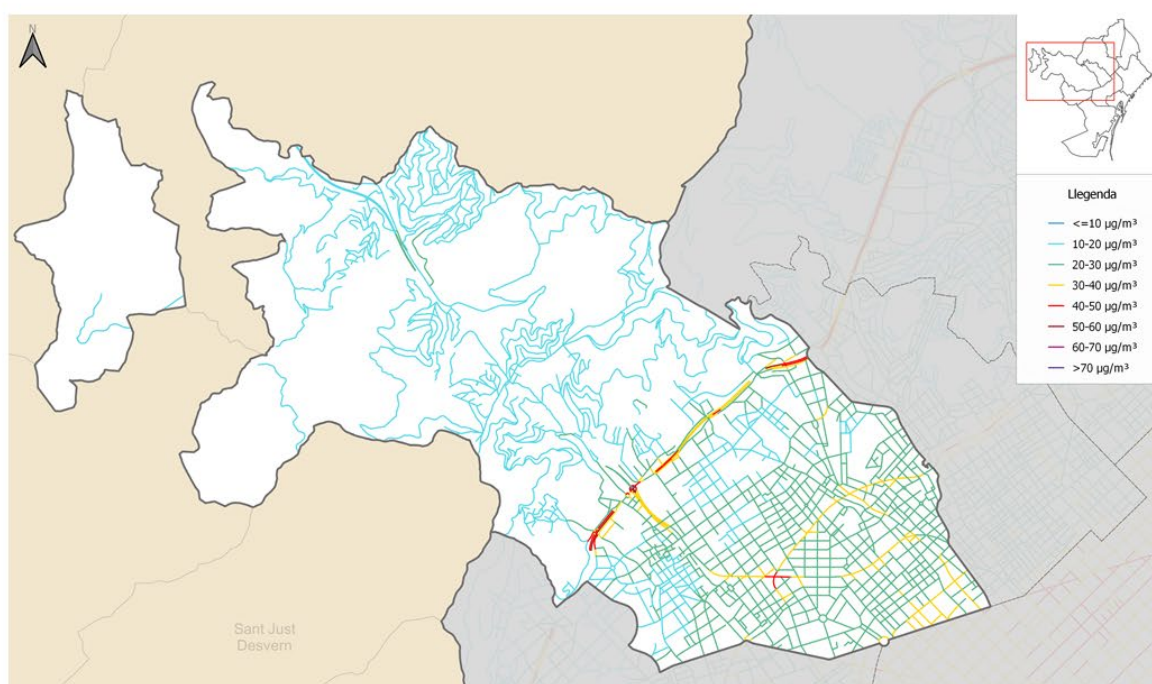 N
Llegenda
<=10 µg/m³
10-20 µg/m³
20-30 µg/m³
30-40 µg/m³
40-50 µg/m³
50-60 µg/m³
60-70 µg/m³
>70 µg/m³
Sant Just
Desvern